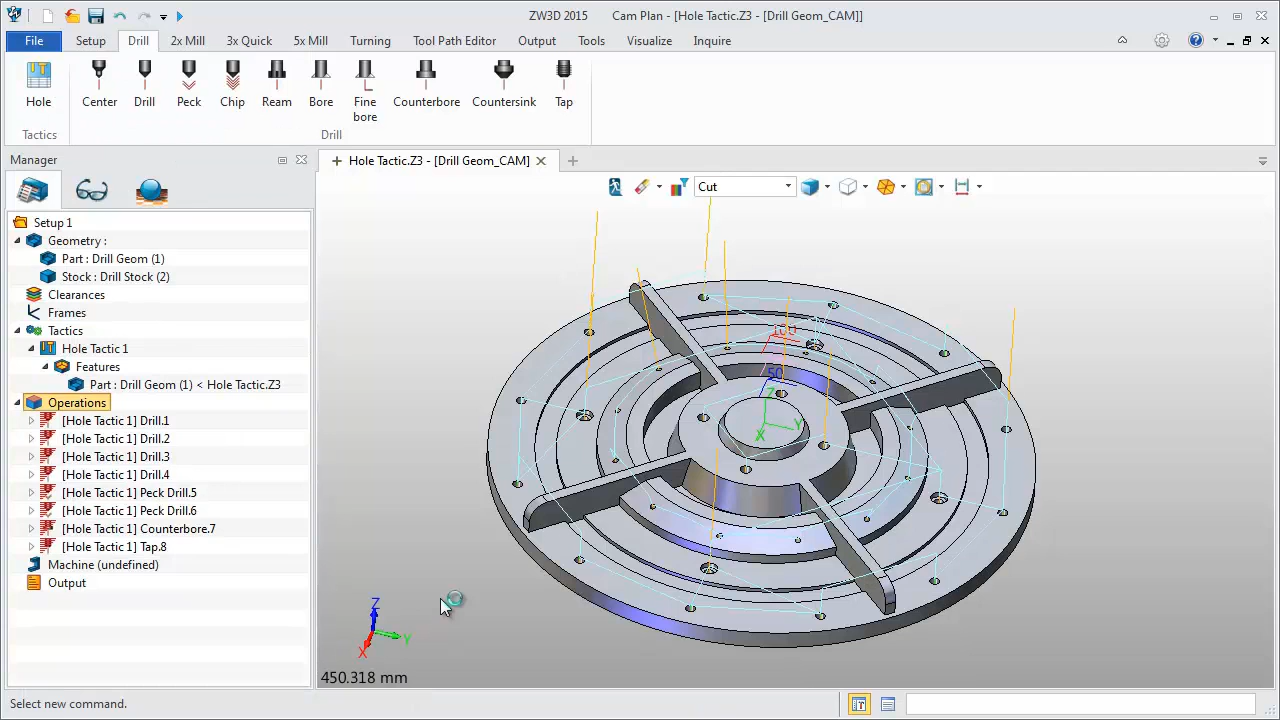 ZW3D 2015 Cam Plan - [Hole Tactic.Z3 - [Drill Geom_CAM]]
File Setup Drill 2x Mill 3x Quick 5x Mill Turning Tool Path Editor Output Tools Visualize Inquire
Hole Center Drill Peck Chip Ream Bore Fine bore Counterbore Countersink Tap
Tactics Drill
Manager
Hole Tactic.Z3 - [Drill Geom_CAM]
Cut
Setup 1
Geometry :
Part : Drill Geom (1)
Stock : Drill Stock (2)
Clearances
Frames
Tactics
Hole Tactic 1
Features
Part : Drill Geom (1) < Hole Tactic.Z3
Operations
[Hole Tactic 1] Drill.1
[Hole Tactic 1] Drill.2
[Hole Tactic 1] Drill.3
[Hole Tactic 1] Drill.4
[Hole Tactic 1] Peck Drill.5
[Hole Tactic 1] Peck Drill.6
[Hole Tactic 1] Counterbore.7
[Hole Tactic 1] Tap.8
Machine (undefined)
Output
100
50
Z
Y
X
Z
Y
X
450.318 mm
Select new command.